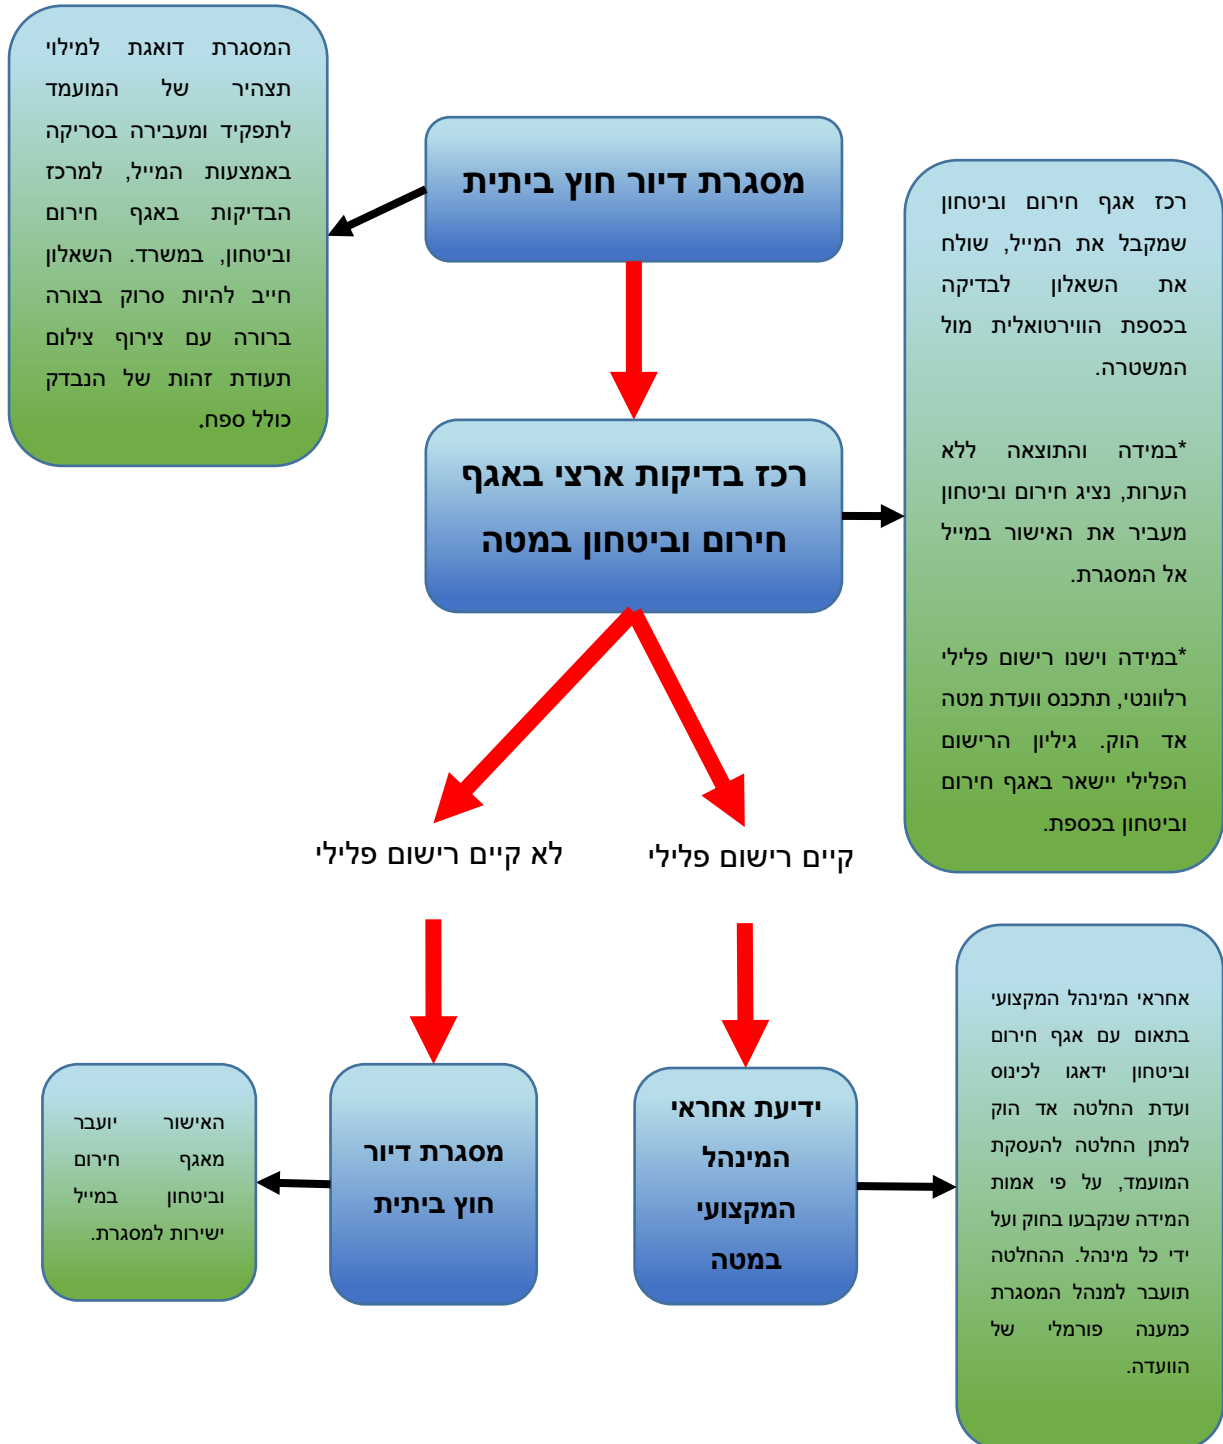 המסגרת דואגת למילוי
תצהיר של המועמד
לתפקיד ומעבירה בסריקה
באמצעות המייל, למרכז
הבדיקות באגף חירום
וביטחון, במשרד. השאלון
חייב להיות סרוק בצורה
ברורה עם צירוף צילום
תעודת זהות של הנבדק
כולל ספח.
מסגרת דיור חוץ ביתית
רכז אגף חירום וביטחון
שמקבל את המייל, שולח
את השאלון לבדיקה
בכספת הווירטואלית מול
המשטרה.
*במידה והתוצאה ללא
הערות, נציג חירום וביטחון
מעביר את האישור במייל
אל המסגרת.
*במידה וישנו רישום פלילי
רלוונטי, תתכנס וועדת מטה
אד הוק. גיליון הרישום
הפלילי יישאר באגף חירום
וביטחון בכספת.
רכז בדיקות ארצי באגף
חירום וביטחון במטה
קיים רישום פלילי
לא קיים רישום פלילי
אחראי המינהל המקצועי
בתאום עם אגף חירום
וביטחון ידאגו לכינוס
ועדת החלטה אד הוק
למתן החלטה להעסקת
המועמד, על פי אמות
המידה שנקבעו בחוק ועל
ידי כל מינהל. ההחלטה
תועבר למנהל המסגרת
כמענה פורמלי של
הוועדה.
ידיעת אחראי
המינהל
המקצועי
במטה
מסגרת דיור
חוץ ביתית
האישור יועבר
מאגף חירום
וביטחון במייל
ישירות למסגרת.